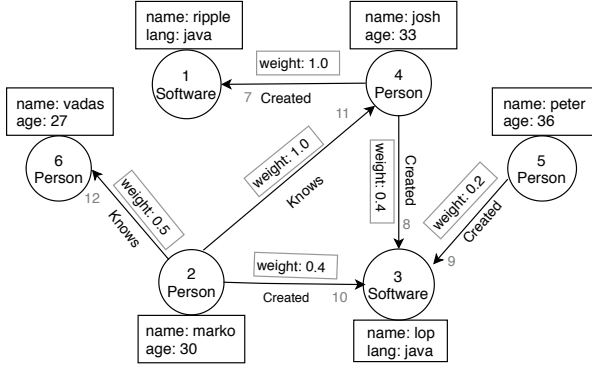 name: ripple
lang: java
name: josh
age: 33
weight: 1.0
1
Software
4
Person
7
Created
11
name: vadas
age: 27
name: peter
age: 36
6
Person
5
Person
weight: 1.0
Knows
Created
weight: 0.4
8
weight: 0.2
Created
9
12
weight: 0.5
Knows
2
Person
weight: 0.4
Created
10
3
Software
name: marko
age: 30
name: lop
lang: java